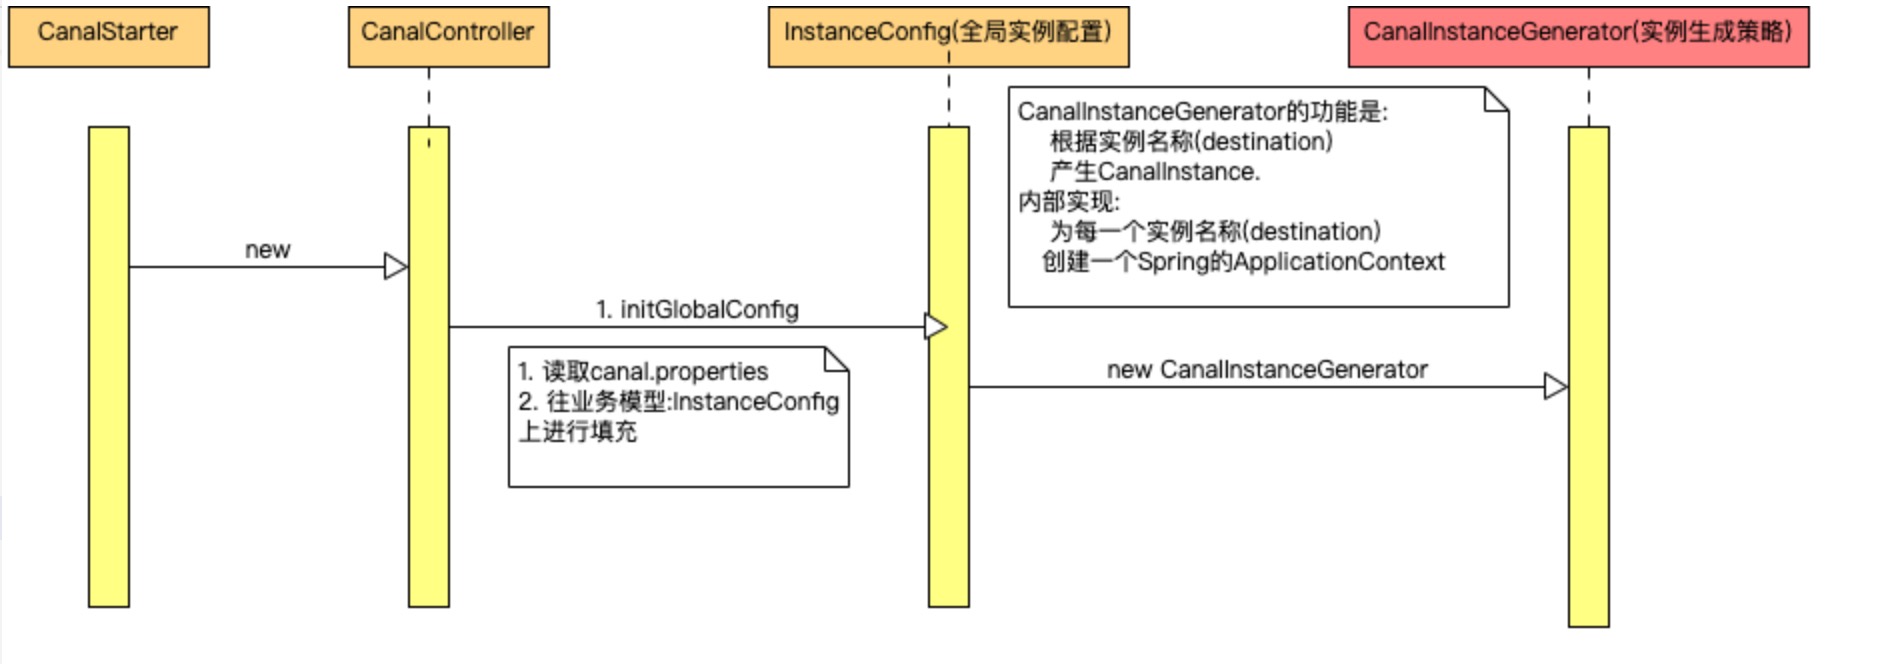 CanalStarter
CanalController
InstanceConfig(全局实例配置)
CanalInstanceGenerator(实例生成策略)
CanalInstanceGenerator的功能是:
根据实例名称(destination)
产生CanalInstance.
内部实现:
为每一个实例名称(destination)
创建一个Spring的ApplicationContext
new
1. initGlobalConfig
1. 读取canal.properties
2. 往业务模型:InstanceConfig
上进行填充
new CanalInstanceGenerator